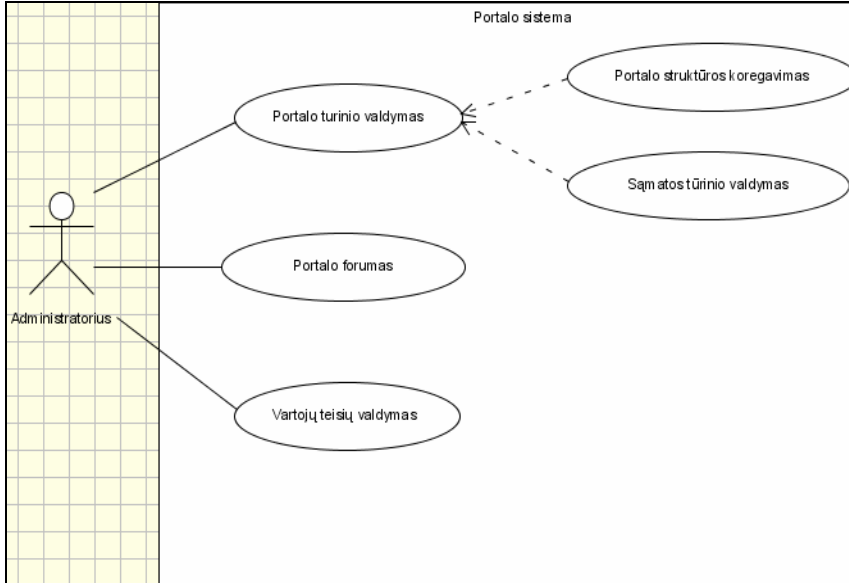 Portalo sistema
Portalo struktūros koregavimas
Portalo turinio valdymas
Sąmatos tūrinio valdymas
Portalo forumas
Administratorius
Vartojų teisių valdymas